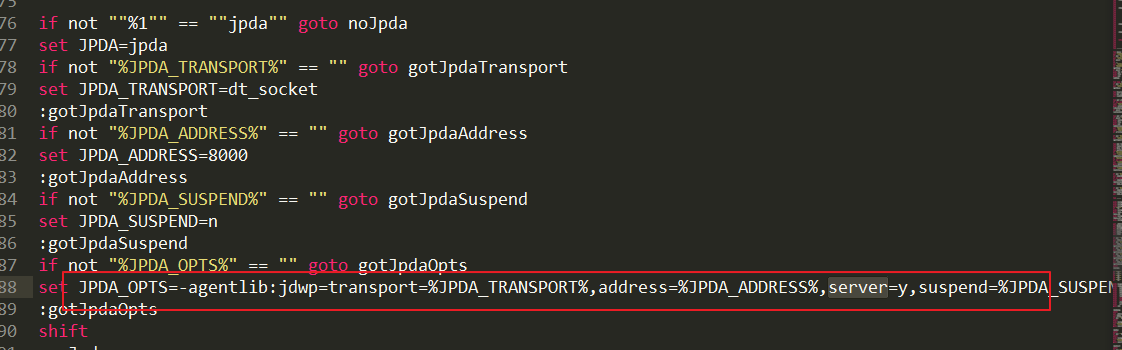 76 if not ""%1"" == ""jpda"" goto noJpda
77 set JPDA=jpda
78 if not "%JPDA_TRANSPORT%" == "" goto gotJpdaTransport
79 set JPDA_TRANSPORT=dt_socket
80 :gotJpdaTransport
81 if not "%JPDA_ADDRESS%" == "" goto gotJpdaAddress
82 set JPDA_ADDRESS=8000
83 :gotJpdaAddress
84 if not "%JPDA_SUSPEND%" == "" goto gotJpdaSuspend
85 set JPDA_SUSPEND=n
86 :gotJpdaSuspend
87 if not "%JPDA_OPTS%" == "" goto gotJpdaOpts
88 set JPDA_OPTS=-agentlib:jdwp=transport=%JPDA_TRANSPORT%,address=%JPDA_ADDRESS%,server=y,suspend=%JPDA_SUSPEN
89 :gotJpdaOpts
90 shift